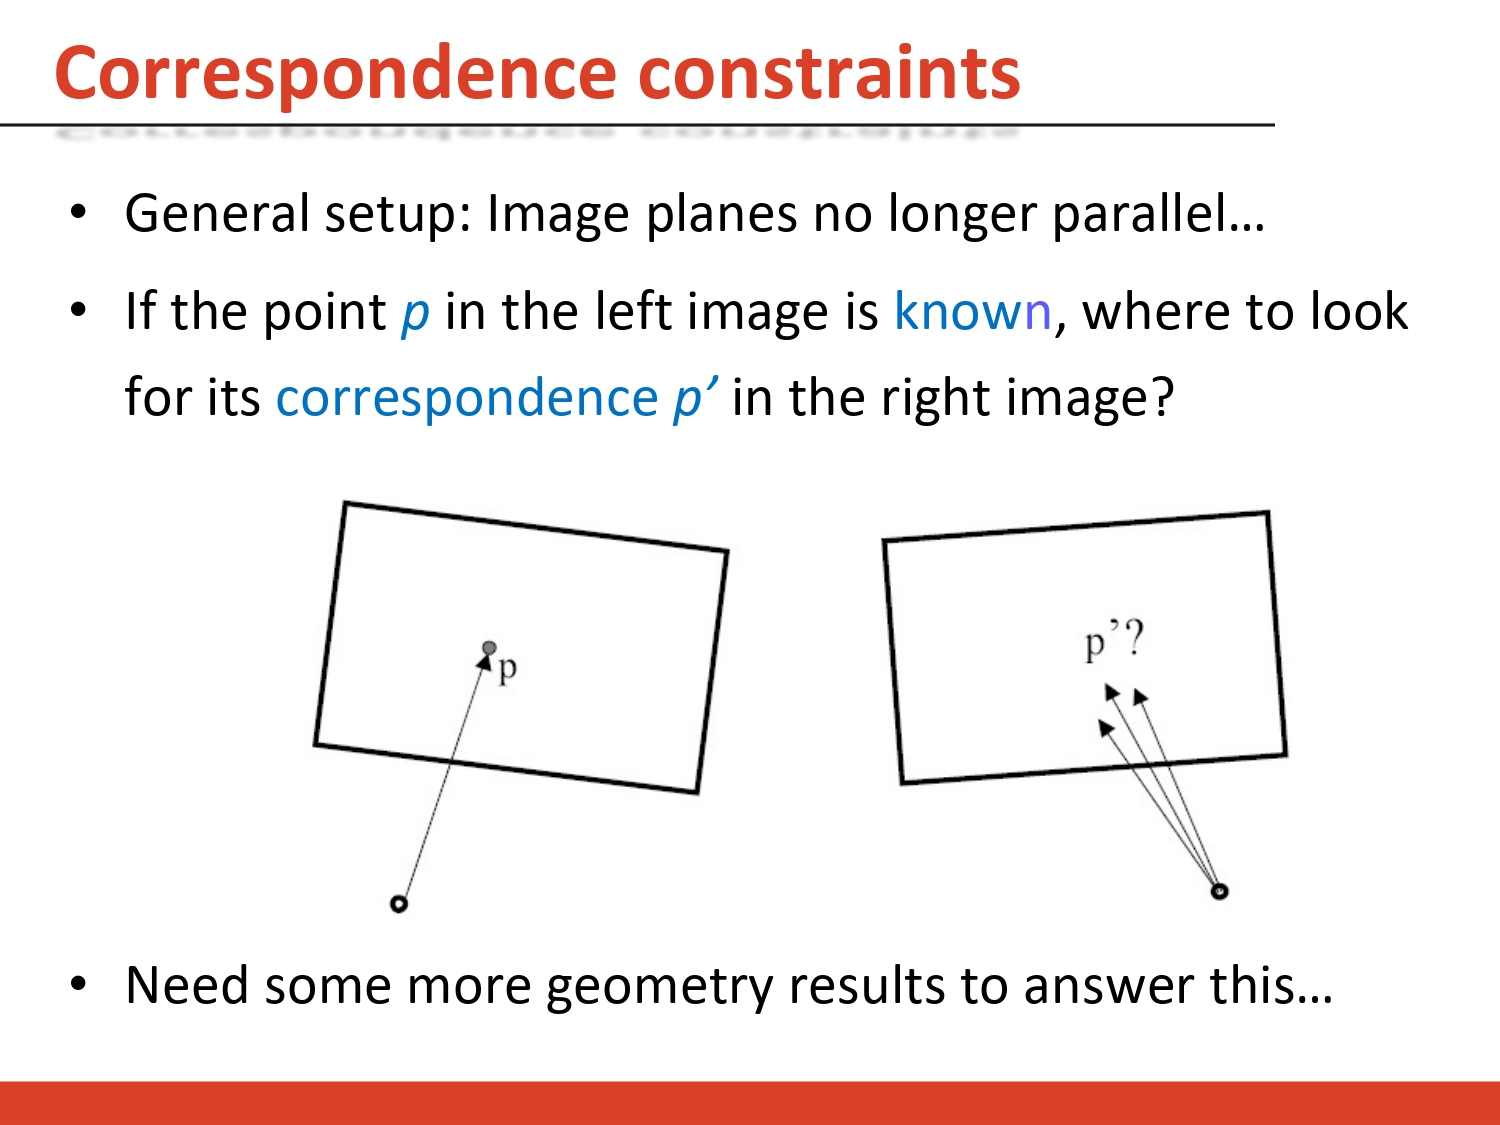 Correspondence constraints
• General setup: Image planes no longer parallel…
• If the point p in the left image is known, where to look
for its correspondence p′ in the right image?
p
p’?
• Need some more geometry results to answer this…